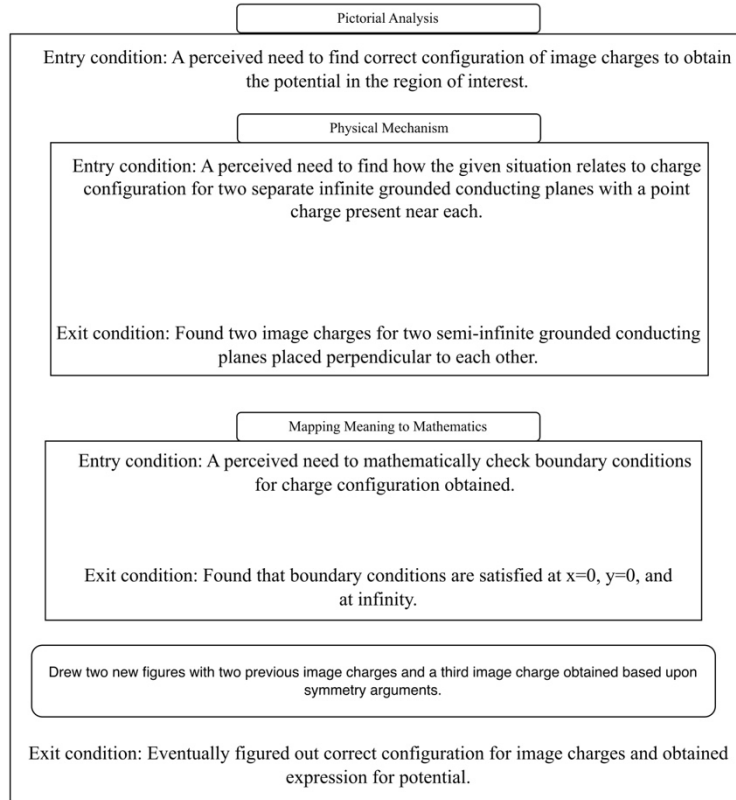 Pictorial Analysis
Entry condition: A perceived need to find correct configuration of image charges to obtain
the potential in the region of interest.
Physical Mechanism
Entry condition: A perceived need to find how the given situation relates to charge
configuration for two separate infinite grounded conducting planes with a point
charge present near each.
Exit condition: Found two image charges for two semi-infinite grounded conducting
planes placed perpendicular to each other.
Mapping Meaning to Mathematics
Entry condition: A perceived need to mathematically check boundary conditions
for charge configuration obtained.
Exit condition: Found that boundary conditions are satisfied at x=0, y=0, and
at infinity.
Drew two new figures with two previous image charges and a third image charge obtained based upon
symmetry arguments.
Exit condition: Eventually figured out correct configuration for image charges and obtained
expression for potential.